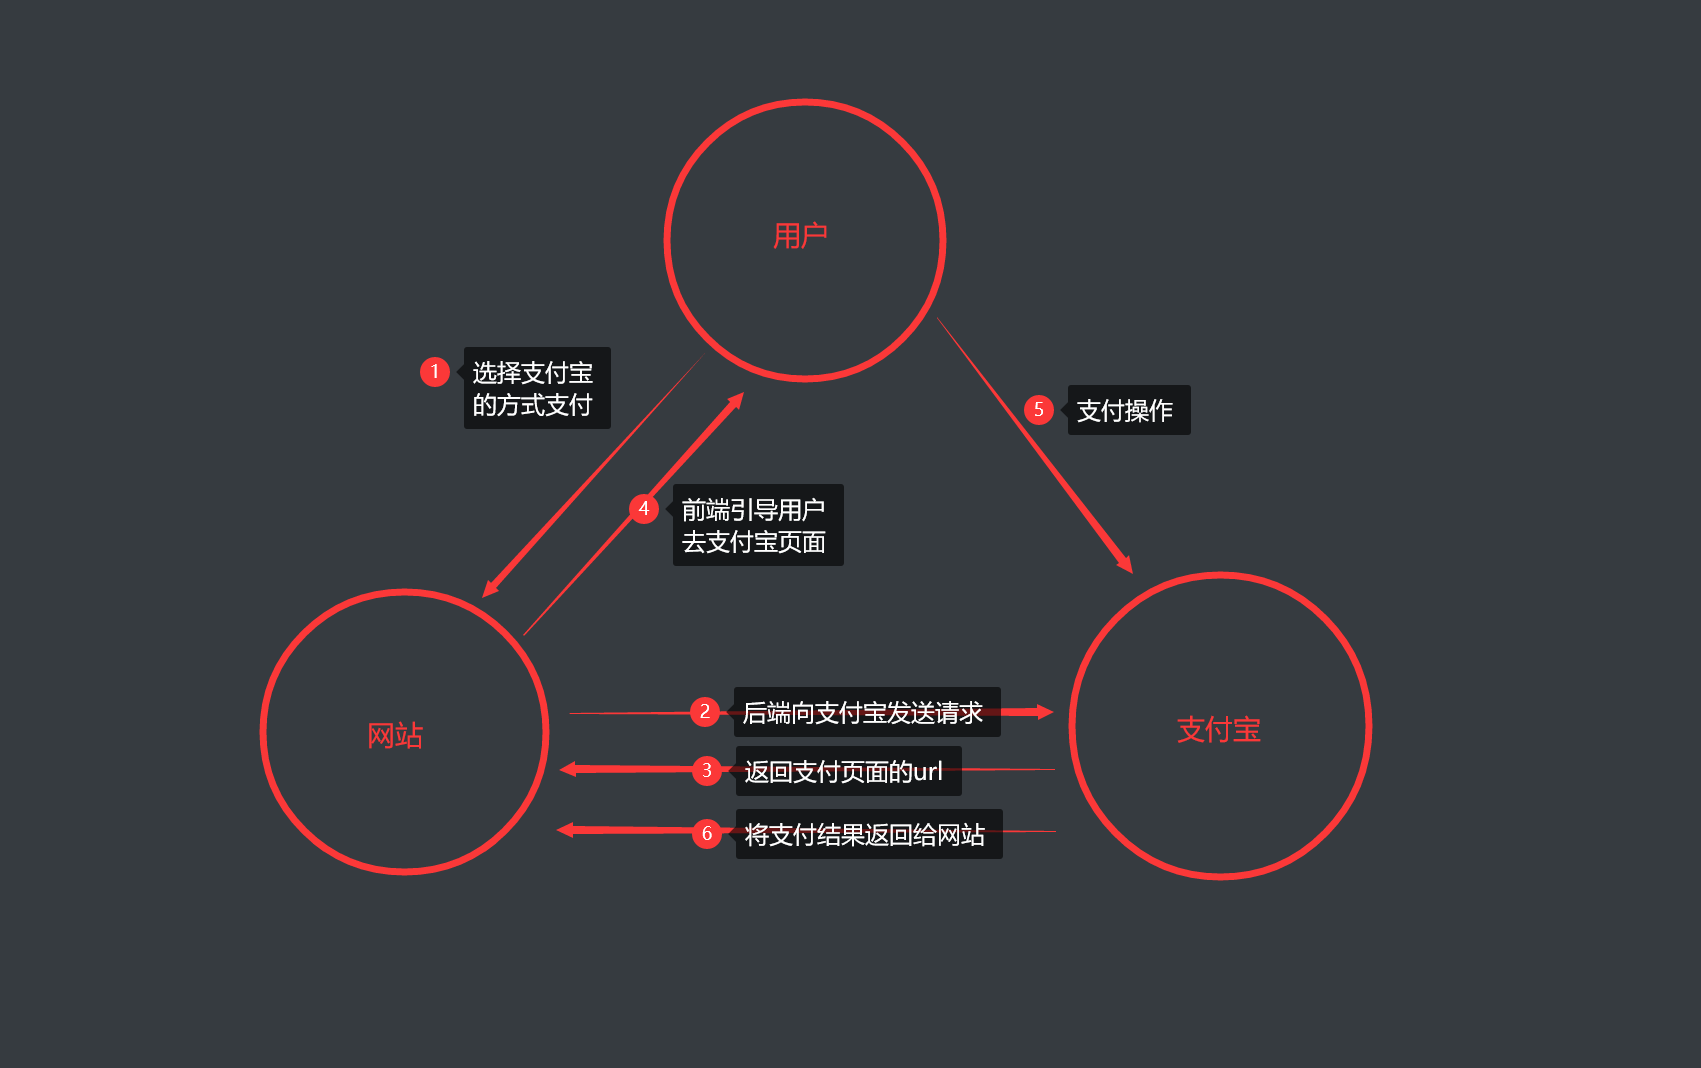 用户
1
选择支付宝
的方式支付
5
支付操作
4
前端引导用户
去支付宝页面
网站
2
后端向支付宝发送请求
3
返回支付页面的url
6
将支付结果返回给网站
支付宝